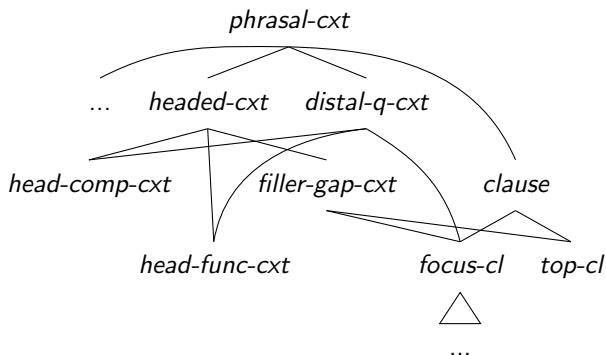 phrasal-cxt
... headed-cxt distal-q-cxt
head-comp-cxt filler-gap-cxt clause
head-func-cxt focus-cl top-cl
...